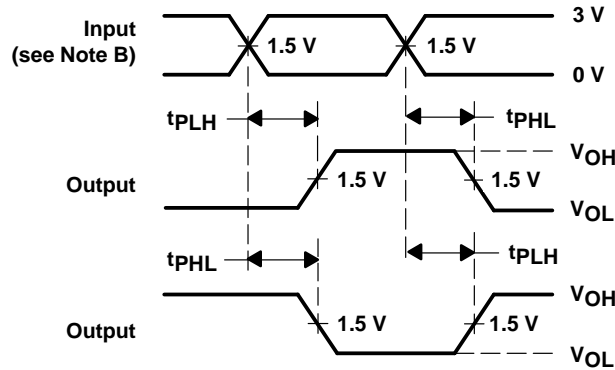 3 V
Input
(see Note B)
1.5 V
1.5 V
0 V
tPLH
tPHL
VOH
Output
1.5 V
1.5 V
VOL
tPHL
tPLH
VOH
Output
1.5 V
1.5 V
VOL